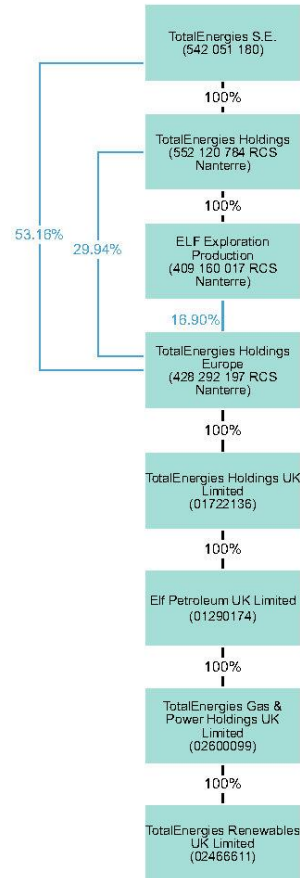 TotalEnergies S.E.
(542 051 180)
100%
TotalEnergies Holdings
(552 120 784 RCS
Nanterre)
100%
53.16%
29.94%
ELF Exploration
Production
(409 160 017 RCS
Nanterre)
16.90%
TotalEnergies Holdings
Europe
(428 292 197 RCS
Nanterre)
100%
TotalEnergies Holdings UK
Limited
(01722136)
100%
Elf Petroleum UK Limited
(01290174)
100%
TotalEnergies Gas &
Power Holdings UK
Limited
(02600099)
100%
TotalEnergies Renewables
UK Limited
(02466611)